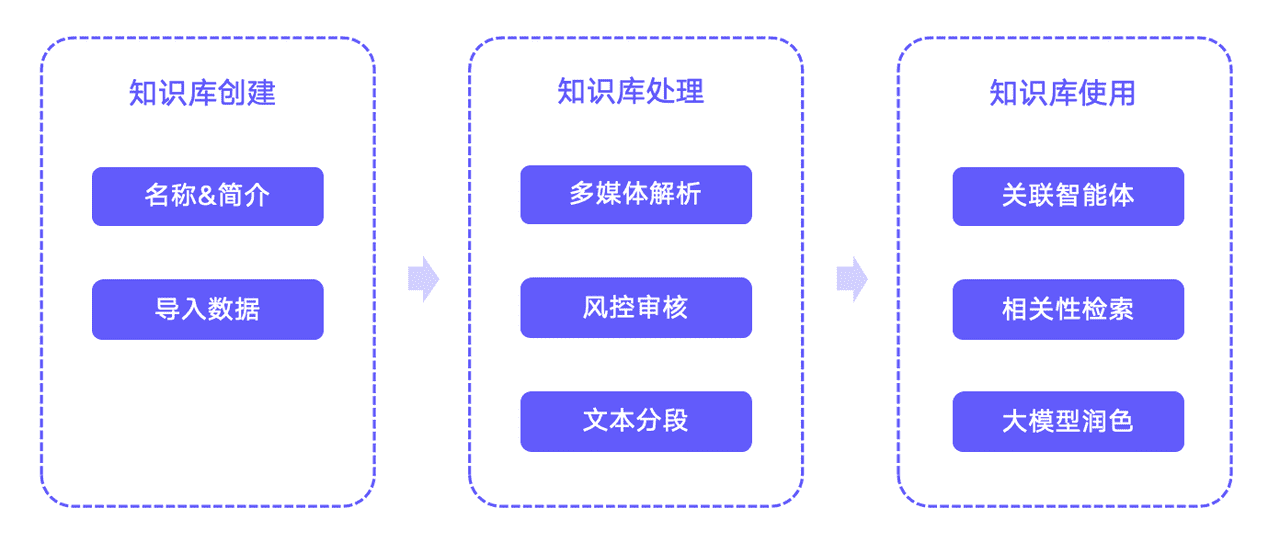 知识库创建
名称&简介
导入数据
知识库处理
多媒体解析
风控审核
文本分段
知识库使用
关联智能体
相关性检索
大模型润色